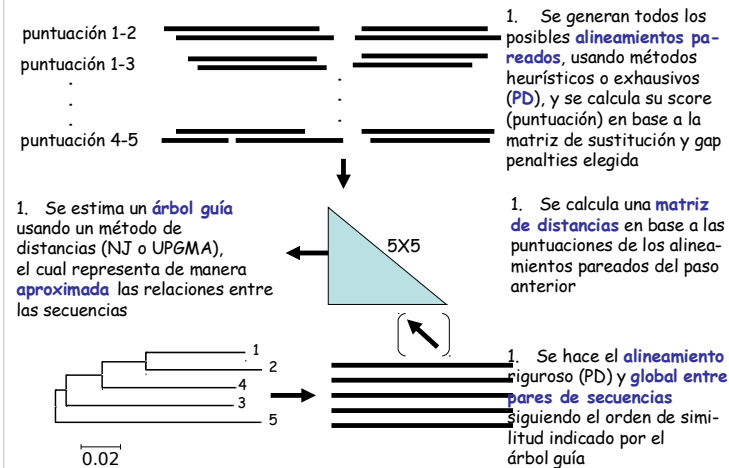 puntuación 1-2
puntuación 1-3
.
.
.
puntuación 4-5
1. Se generan todos los
posibles alineamientos pa-
reados, usando métodos
heurísticos o exhausivos
(PD), y se calcula su score
(puntuación) en base a la
matriz de sustitución y gap
penalties elegida
1. Se estima un árbol guía
usando un método de
distancias (NJ o UPGMA),
el cual representa de manera
aproximada las relaciones entre
las secuencias
5X5
1. Se calcula una matriz
de distancias en base a las
puntuaciones de los alinea-
mientos pareados del paso
anterior
1
2
4
3
5
0.02
1. Se hace el alineamiento
riguroso (PD) y global entre
pares de secuencias
siguiendo el orden de simi-
litud indicado por el
árbol guía